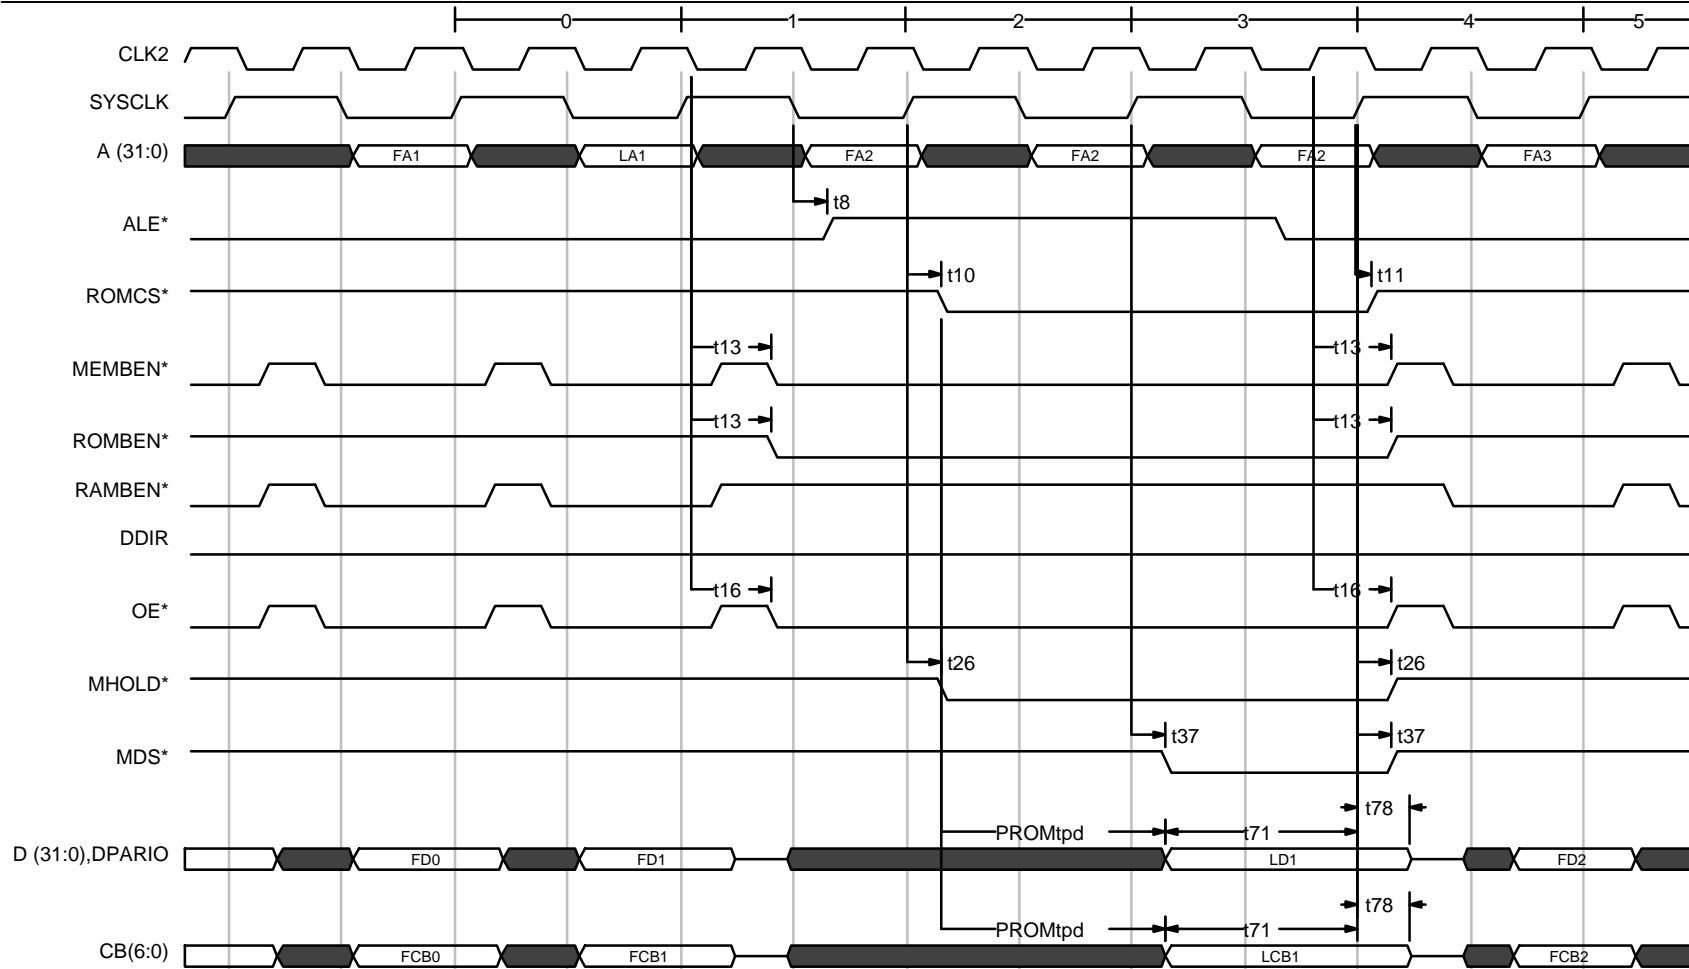 0 1 2 3 4 5
CLK2
SYSCLK
A (31:0) FA1 LA1 FA2 FA2 FA2 FA3
t8
ALE*
t10 t11
ROMCS*
t13 t13
MEMBEN*
t13 t13
ROMBEN*
RAMBEN*
DDIR
t16 t16
OE*
t26 t26
MHOLD*
t37 t37
MDS*
t78
PROMtpd t71
D (31:0),DPARIO FD0 FD1 LD1 FD2
t78
PROMtpd t71
CB(6:0) FCB0 FCB1 LCB1 FCB2